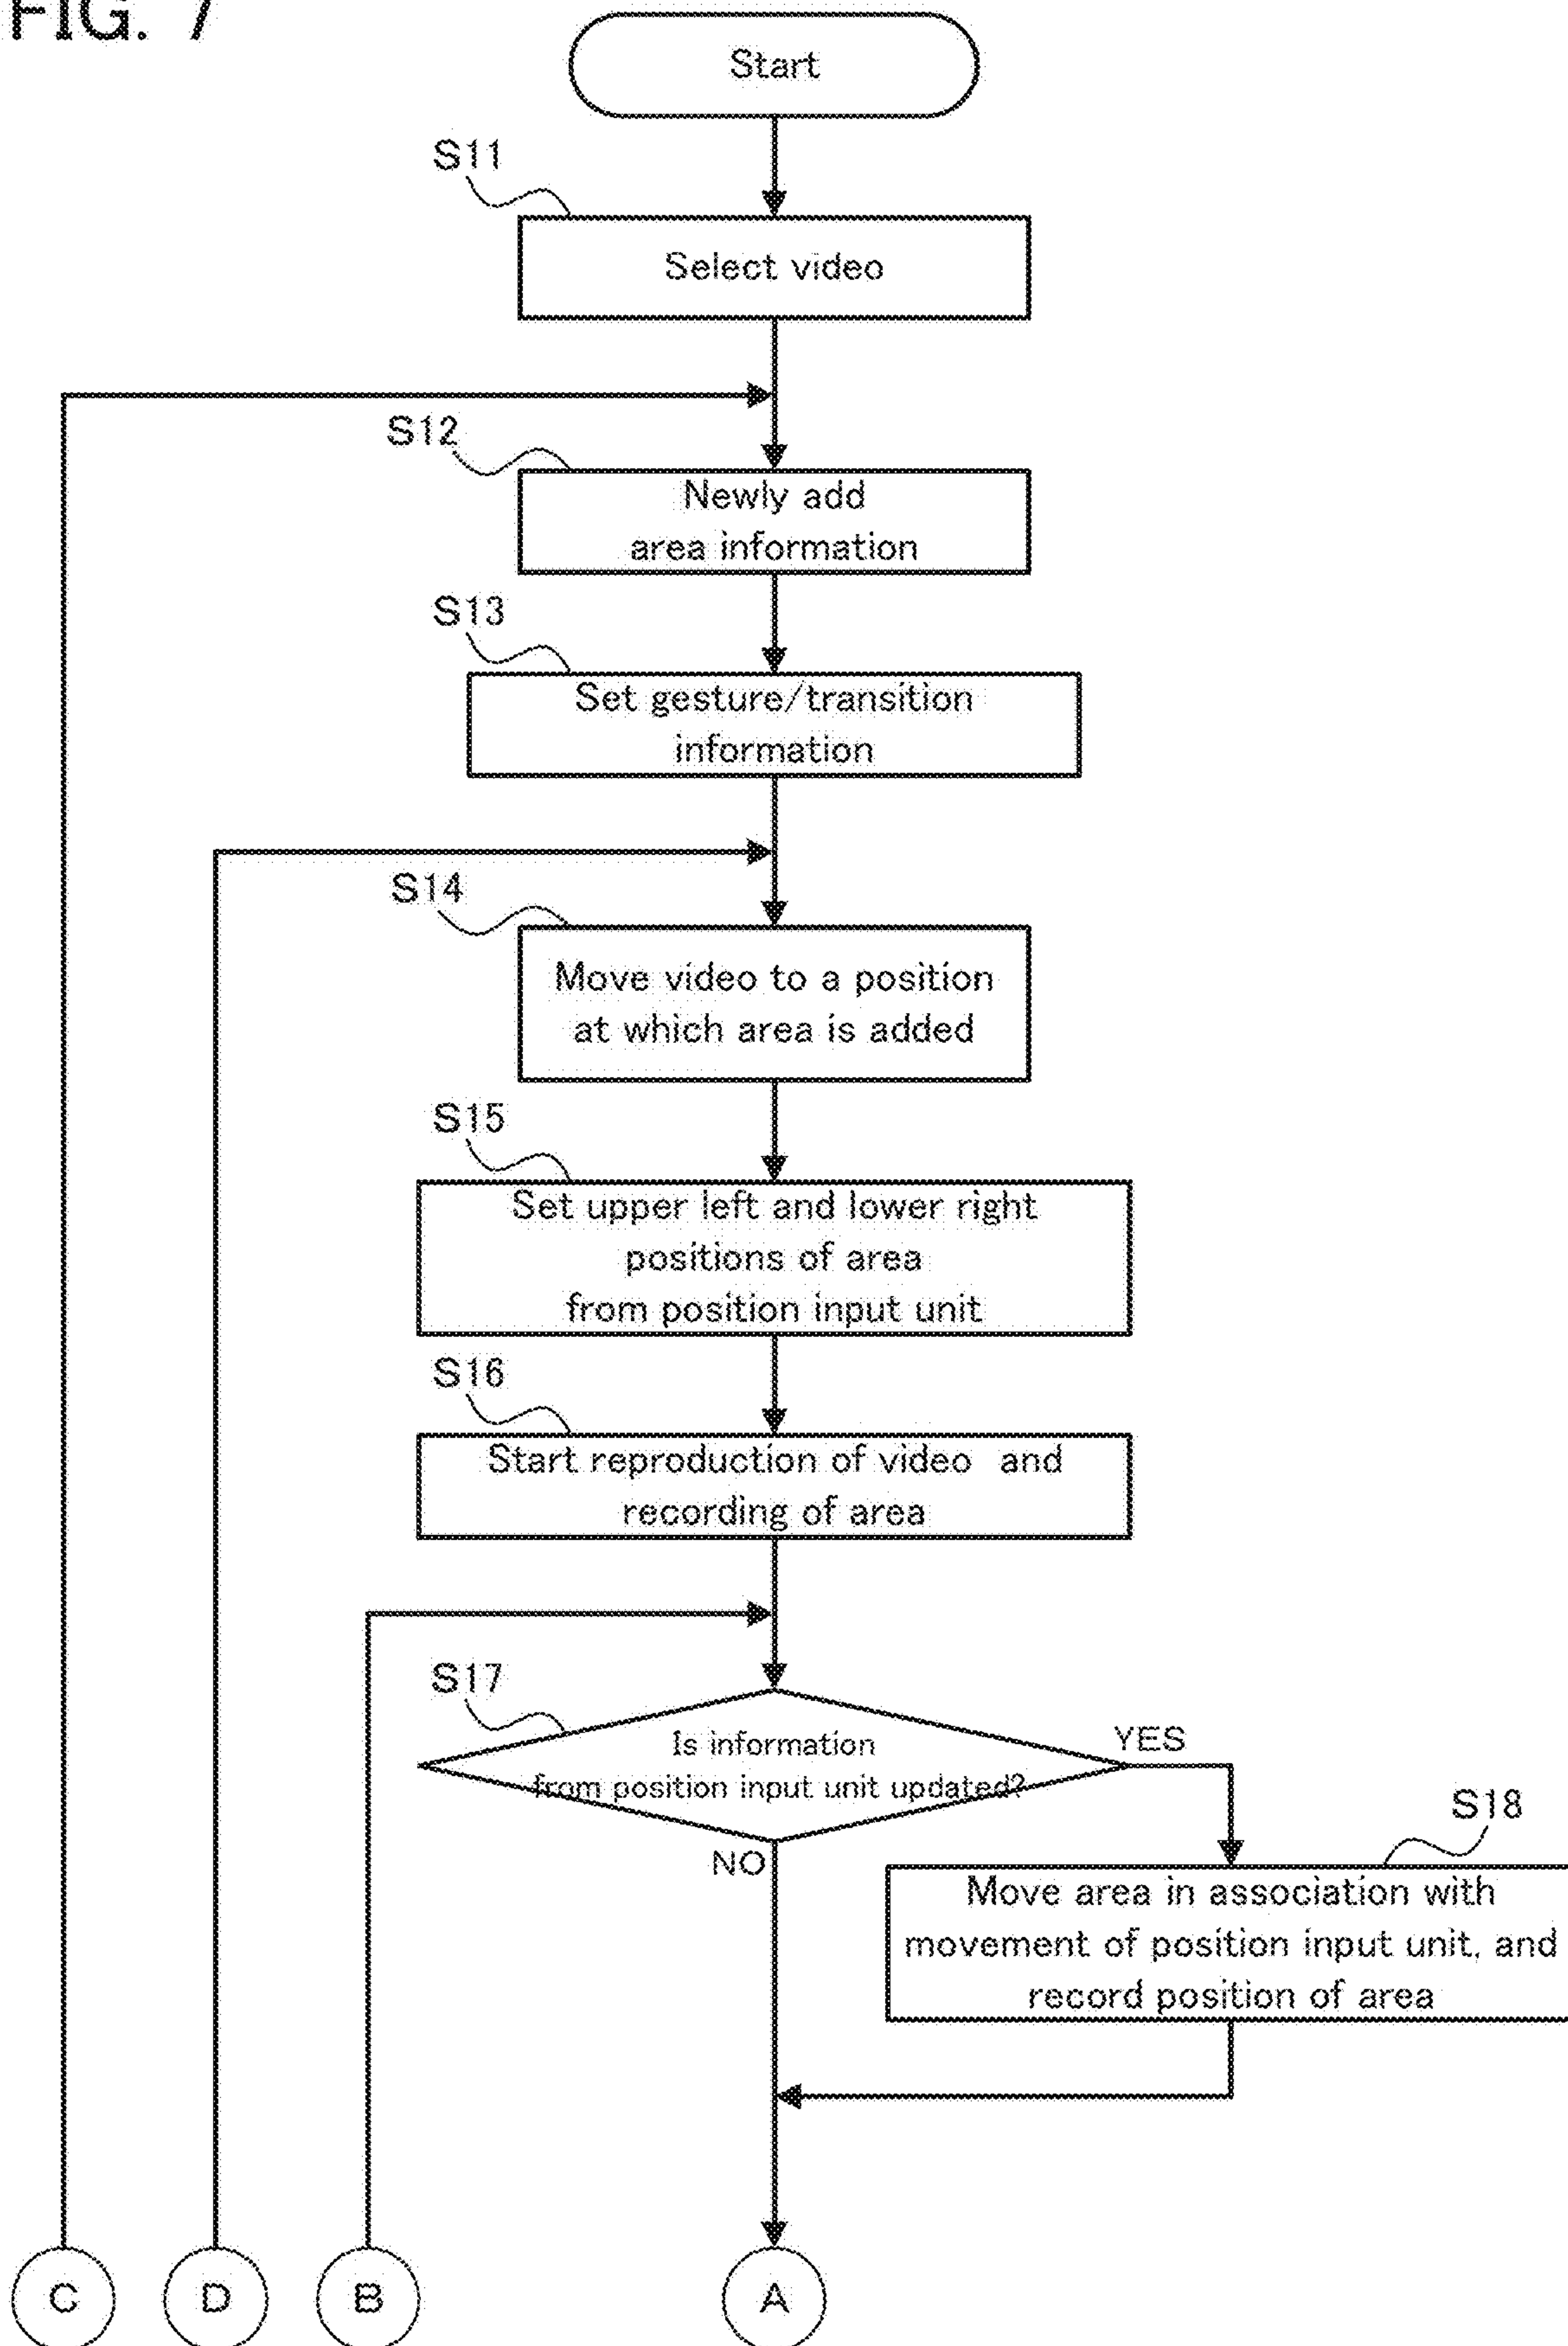 FIG. 7
Start
S11
Select video
S12
Newly add
area information
S13
Set gesture/transition
information
S14
Move video to a position
at which area is added
S15
Set upper left and lower right
positions of area
from position input unit
S16
Start reproduction of video and
recording of area
S17
Is information
from position input unit updated?
YES
NO
S18
Move area in association with
movement of position input unit, and
record position of area
C
D
B
A